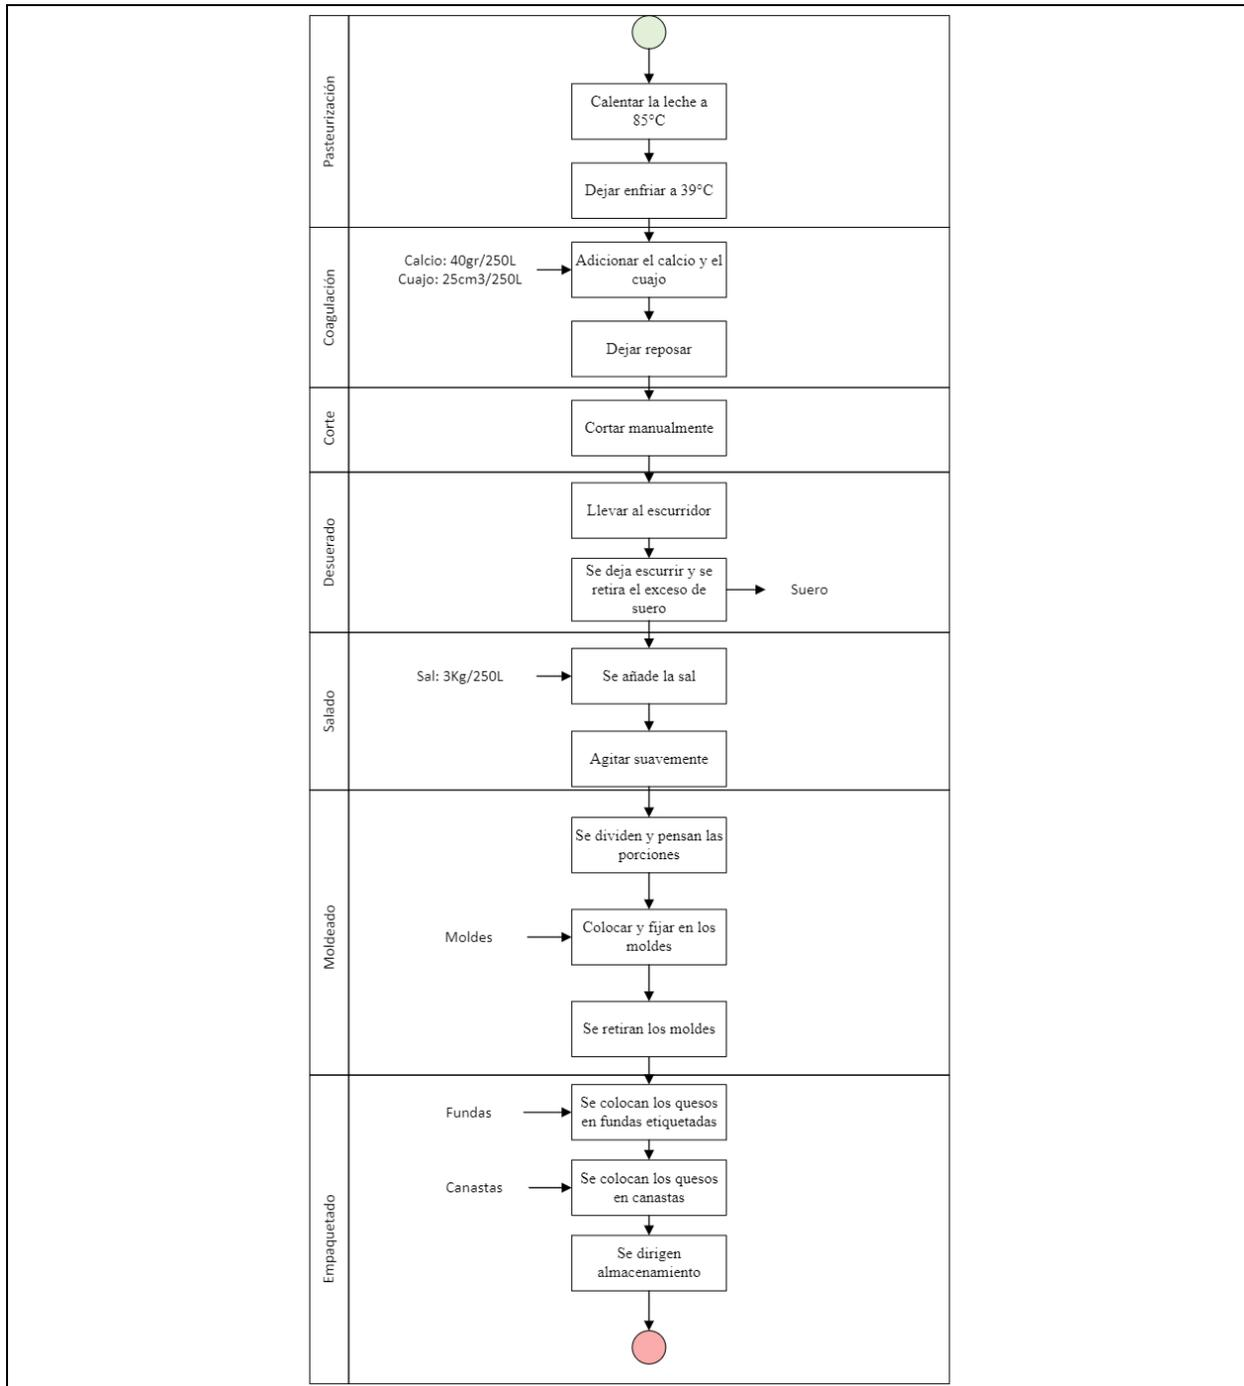 Pasteurización
Calentar la leche a
85°C
Dejar enfriar a 39°C
Coagulación
Calcio: 40gr/250L
Cuajo: 25cm3/250L
Adicionar el calcio y el
cuajo
Dejar reposar
Corte
Cortar manualmente
Desuerado
Llevar al escurridor
Se deja escurrir y se
retira el exceso de
suero
Suero
Salado
Sal: 3Kg/250L
Se añade la sal
Agitar suavemente
Moldeado
Se dividen y pensan las
porciones
Moldes
Colocar y fijar en los
moldes
Se retiran los moldes
Empaquetado
Fundas
Se colocan los quesos
en fundas etiquetadas
Canastas
Se colocan los quesos
en canastas
Se dirigen
almacenamiento